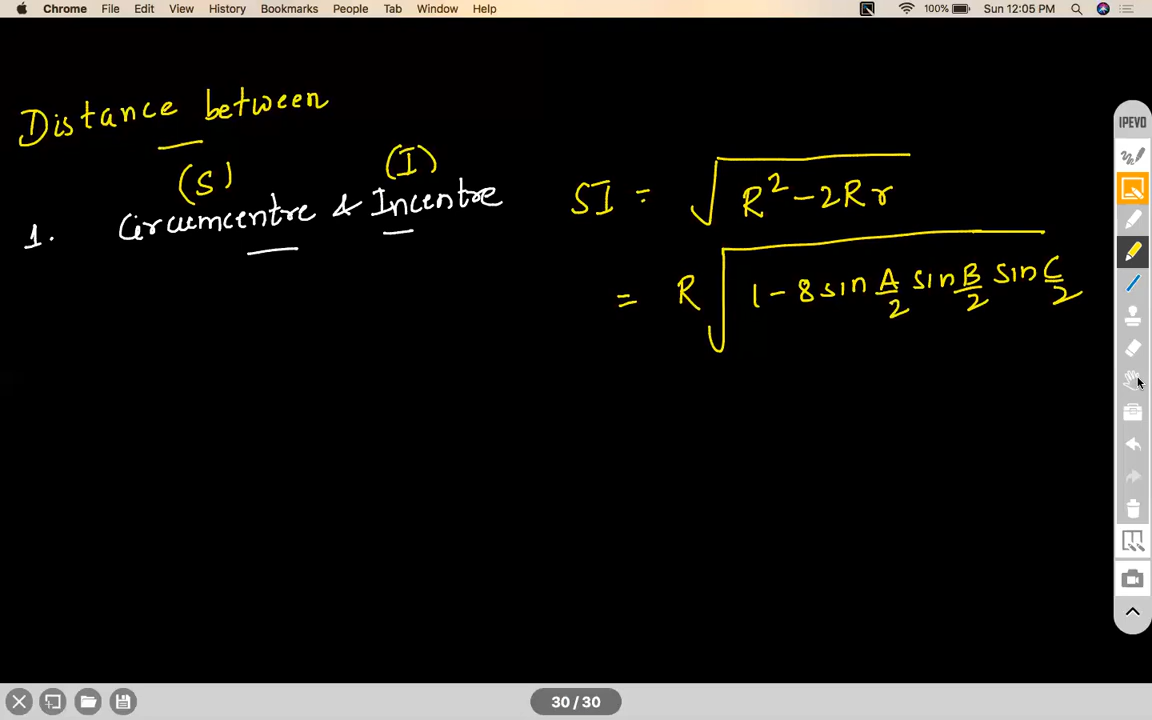 Chrome File Edit View History Bookmarks People Tab Window Help 100% Sun 12:05 PM
Distance between
(S) (I)
1. Circumcentre & Incentre SI = √(R² - 2Rr)
= R √(1 - 8 sin A/2 sin B/2 sin C/2)
IPEVO
30 / 30